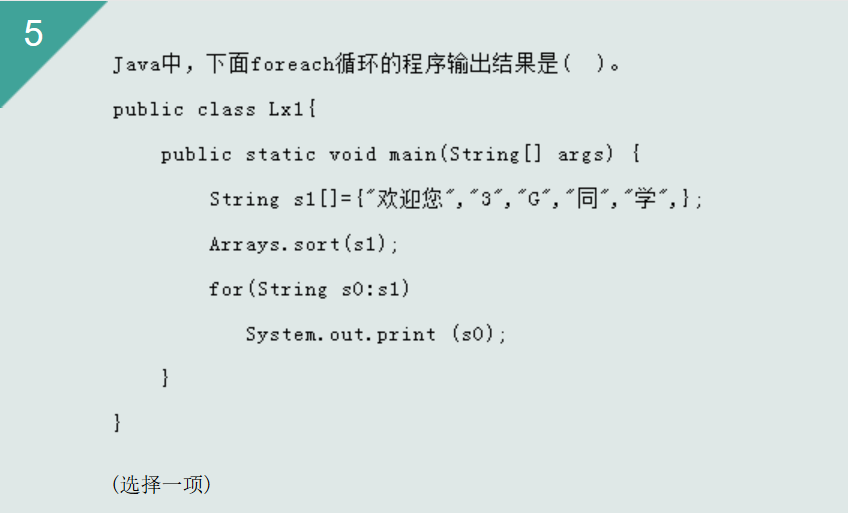 5
Java中，下面foreach循环的程序输出结果是(  )。
public class Lx1{
public static void main(String[] args) {
String s1[]={"欢迎您","3","G","同","学",};
Arrays.sort(s1);
for(String s0:s1)
System.out.print (s0);
}
}
(选择一项)